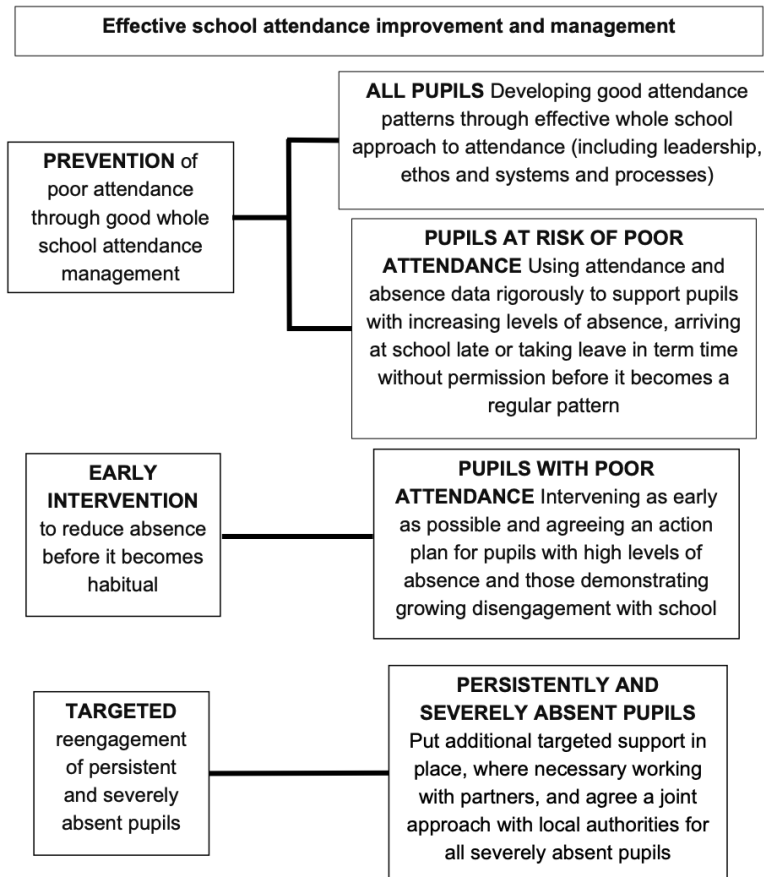 Effective school attendance improvement and management
ALL PUPILS Developing good attendance
patterns through effective whole school
approach to attendance (including leadership,
ethos and systems and processes)
PREVENTION of
poor attendance
through good whole
school attendance
management
PUPILS AT RISK OF POOR
ATTENDANCE Using attendance and
absence data rigorously to support pupils
with increasing levels of absence, arriving
at school late or taking leave in term time
without permission before it becomes a
regular pattern
EARLY
INTERVENTION
to reduce absence
before it becomes
habitual
PUPILS WITH POOR
ATTENDANCE Intervening as early
as possible and agreeing an action
plan for pupils with high levels of
absence and those demonstrating
growing disengagement with school
TARGETED
reengagement
of persistent
and severely
absent pupils
PERSISTENTLY AND
SEVERELY ABSENT PUPILS
Put additional targeted support in
place, where necessary working
with partners, and agree a joint
approach with local authorities for
all severely absent pupils